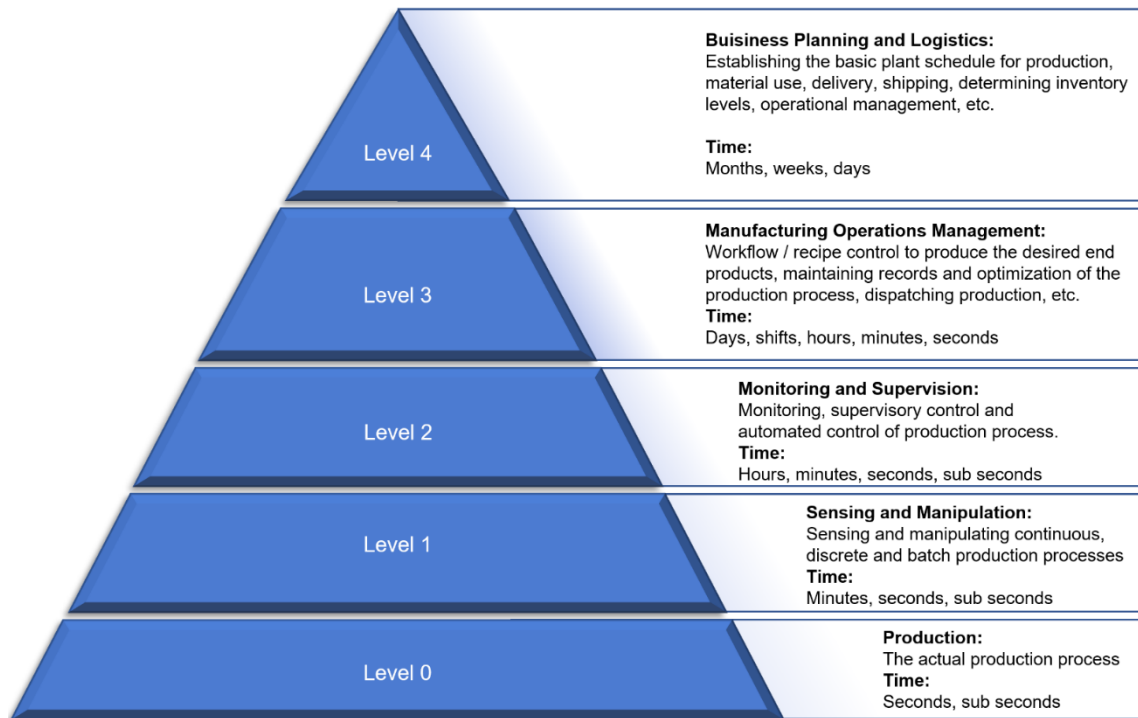 Level 4
Buisiness Planning and Logistics:
Establishing the basic plant schedule for production,
material use, delivery, shipping, determining inventory
levels, operational management, etc.
Time:
Months, weeks, days
Level 3
Manufacturing Operations Management:
Workflow / recipe control to produce the desired end
products, maintaining records and optimization of the
production process, dispatching production, etc.
Time:
Days, shifts, hours, minutes, seconds
Level 2
Monitoring and Supervision:
Monitoring, supervisory control and
automated control of production process.
Time:
Hours, minutes, seconds, sub seconds
Level 1
Sensing and Manipulation:
Sensing and manipulating continuous,
discrete and batch production processes
Time:
Minutes, seconds, sub seconds
Level 0
Production:
The actual production process
Time:
Seconds, sub seconds